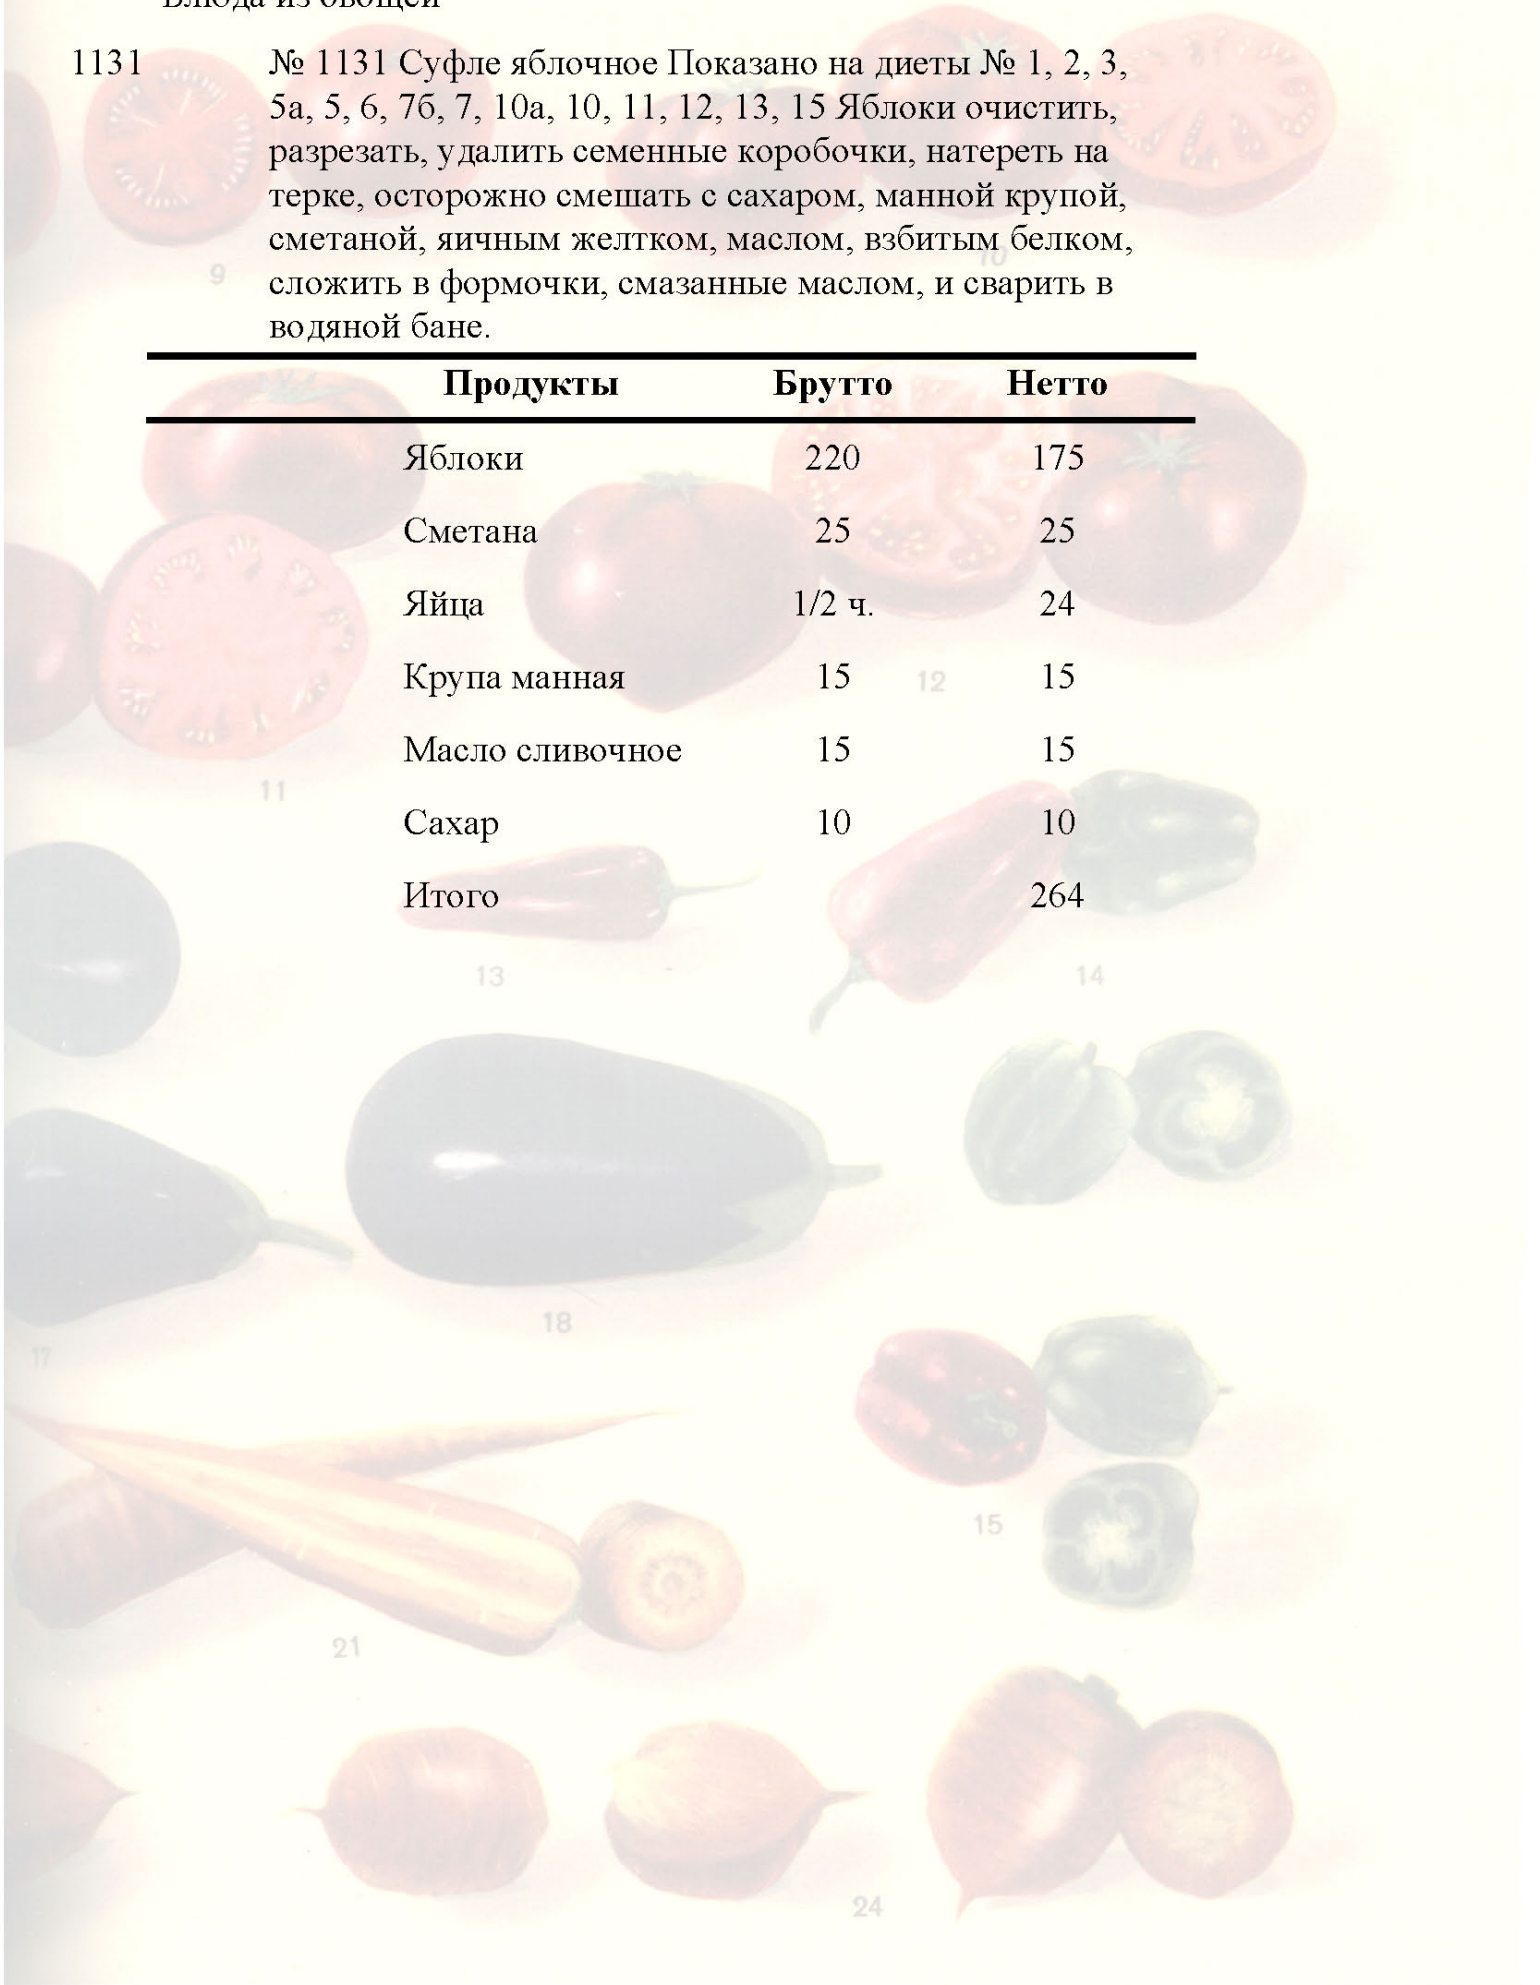 Блюда из овощей
1131 № 1131 Суфле яблочное Показано на диеты № 1, 2, 3,
5а, 5, 6, 7б, 7, 10а, 10, 11, 12, 13, 15 Яблоки очистить,
разрезать, удалить семенные коробочки, натереть на
терке, осторожно смешать с сахаром, манной крупой,
сметаной, яичным желтком, маслом, взбитым белком,
сложить в формочки, смазанные маслом, и сварить в
водяной бане.
9
10
Продукты Брутто Нетто
Яблоки 220 175
Сметана 25 25
Яйца 1/2 ч. 24
Крупа манная 15 15
12
Масло сливочное 15 15
11
Сахар 10 10
Итого 264
13
14
18
17
15
21
24